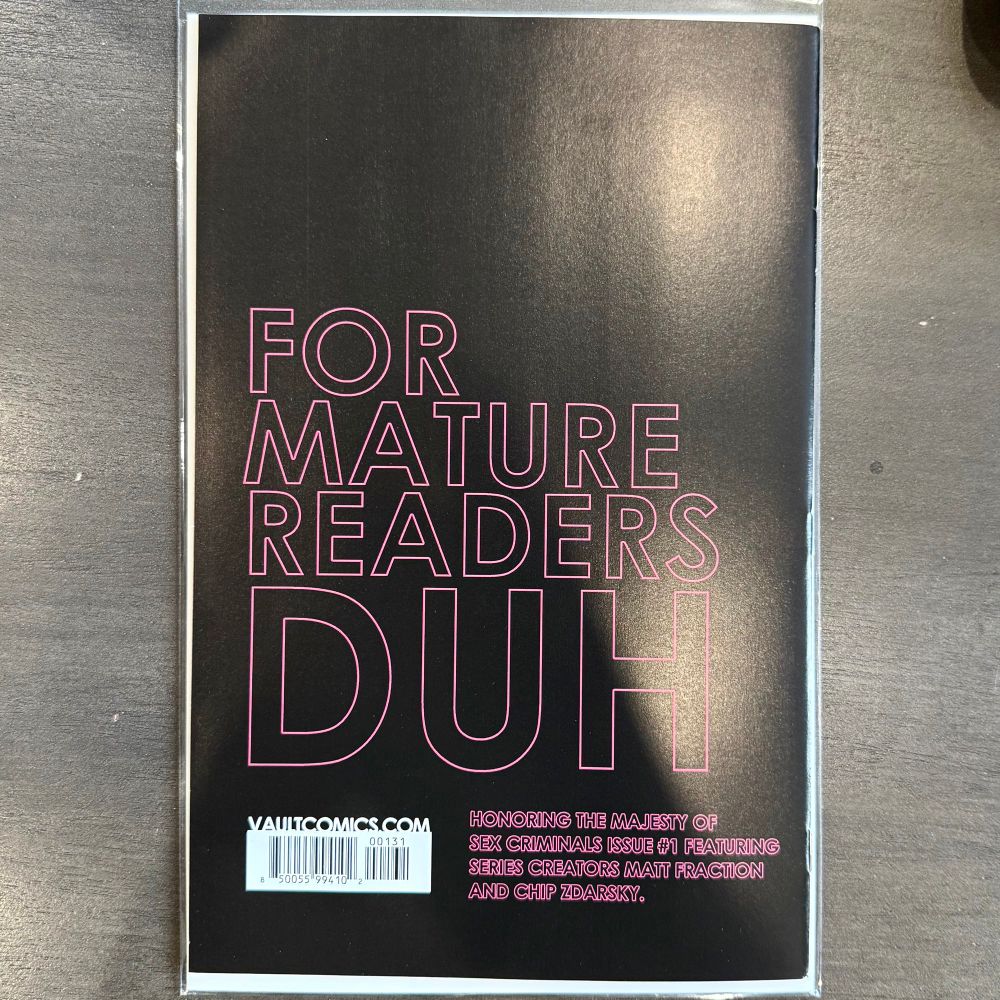 FOR
MATURE
READERS
DUH
VAULTCOMICS.COM
00131
8 50055 99410 2
HONORING THE MAJESTY OF
SEX CRIMINALS ISSUE #1 FEATURING
SERIES CREATORS MATT FRACTION
AND CHIP ZDARSKY.